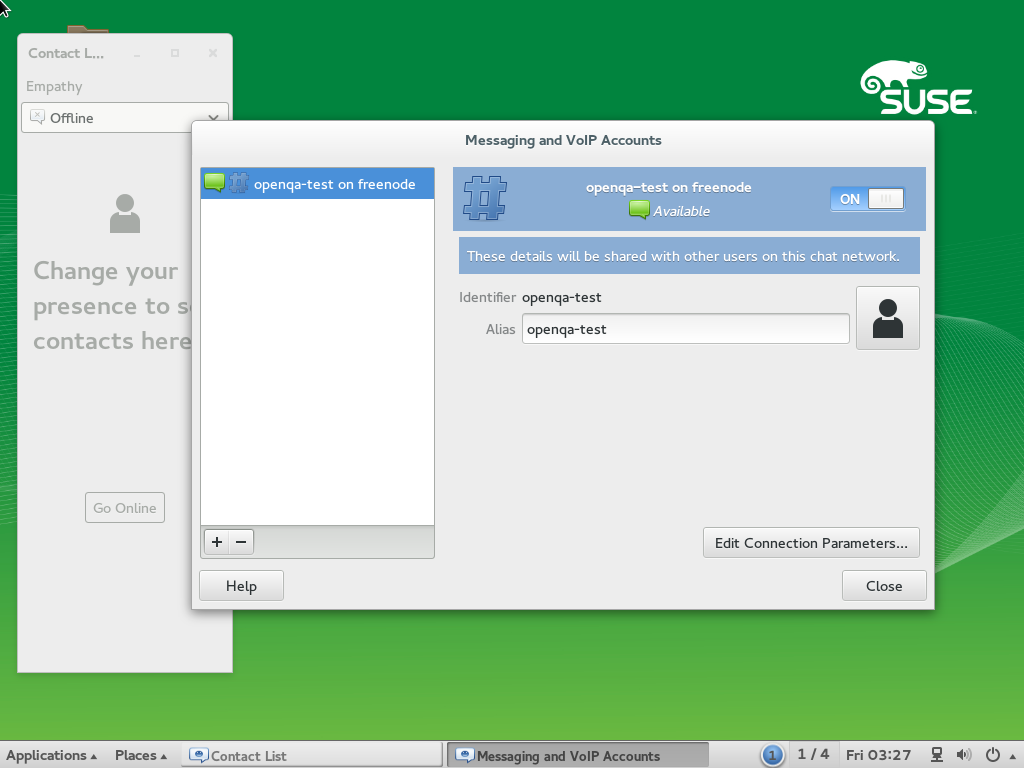 Contact L...
Empathy
Offline
SUSE
Change your
presence to s
contacts here
Go Online
Messaging and VoIP Accounts
openqa-test on freenode
openqa-test on freenode
Available
ON
These details will be shared with other users on this chat network.
Identifier openqa-test
Alias openqa-test
+ −
Edit Connection Parameters...
Help
Close
Applications
Places
Contact List
Messaging and VoIP Accounts
1
1 / 4
Fri 03:27